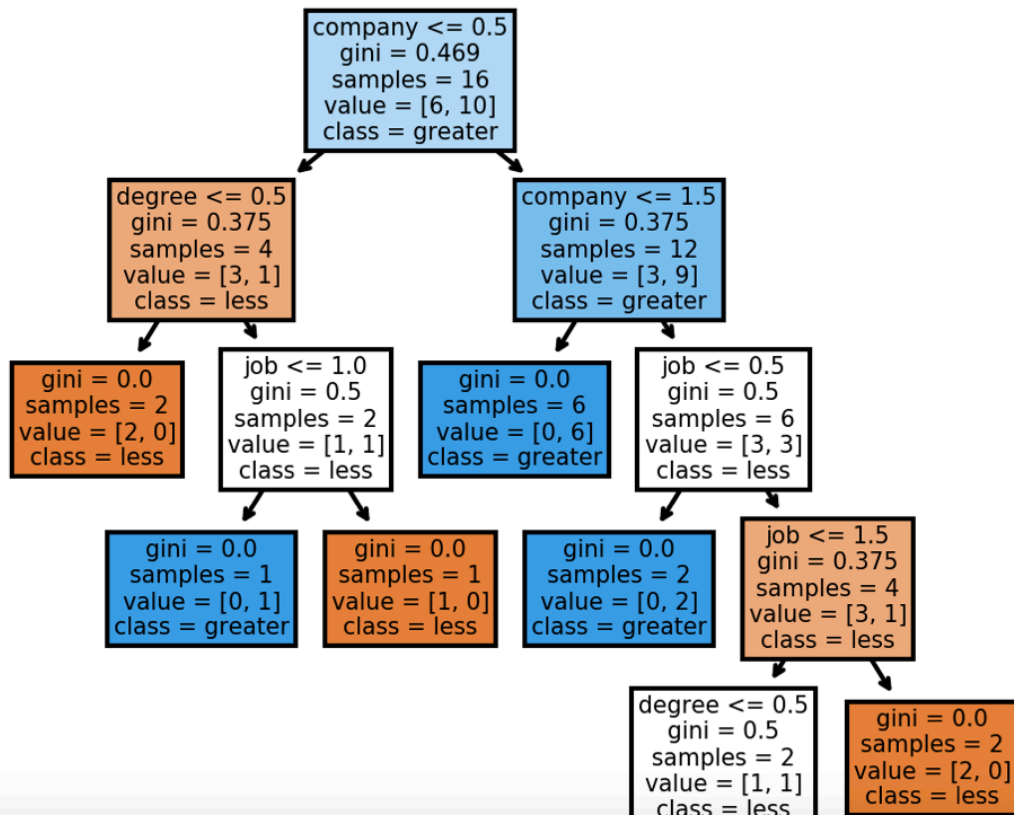 company <= 0.5
gini = 0.469
samples = 16
value = [6, 10]
class = greater
degree <= 0.5
gini = 0.375
samples = 4
value = [3, 1]
class = less
company <= 1.5
gini = 0.375
samples = 12
value = [3, 9]
class = greater
gini = 0.0
samples = 2
value = [2, 0]
class = less
job <= 1.0
gini = 0.5
samples = 2
value = [1, 1]
class = less
gini = 0.0
samples = 6
value = [0, 6]
class = greater
job <= 0.5
gini = 0.5
samples = 6
value = [3, 3]
class = less
gini = 0.0
samples = 1
value = [0, 1]
class = greater
gini = 0.0
samples = 1
value = [1, 0]
class = less
gini = 0.0
samples = 2
value = [0, 2]
class = greater
job <= 1.5
gini = 0.375
samples = 4
value = [3, 1]
class = less
degree <= 0.5
gini = 0.5
samples = 2
value = [1, 1]
class = less
gini = 0.0
samples = 2
value = [2, 0]
class = less